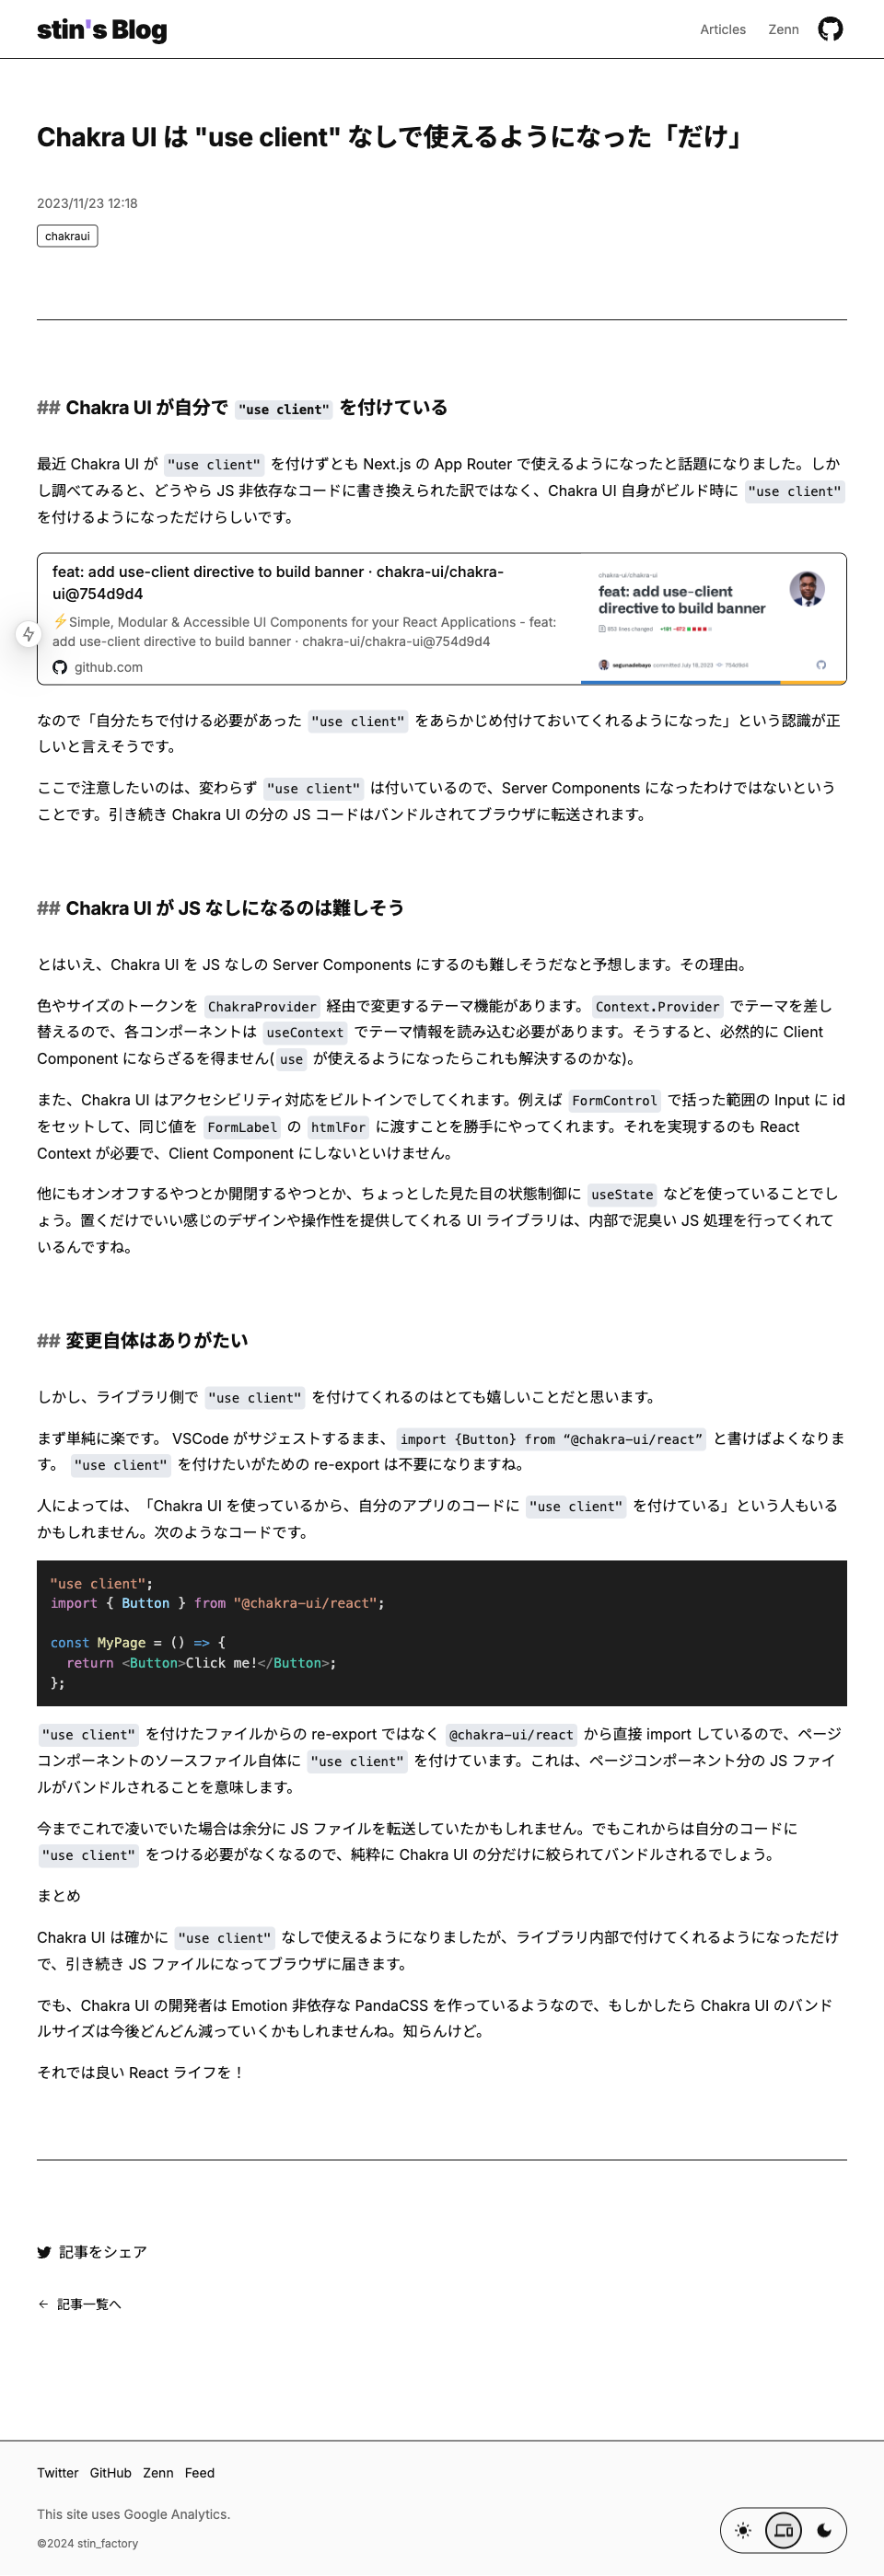 stin's Blog
Articles Zenn
Chakra UI は "use client" なしで使えるようになった「だけ」
2023/11/23 12:18
chakraui
## Chakra UI が自分で "use client" を付けている
最近 Chakra UI が "use client" を付けずとも Next.js の App Router で使えるようになったと話題になりました。しか
し調べてみると、どうやら JS 非依存なコードに書き換えられた訳ではなく、Chakra UI 自身がビルド時に "use client"
を付けるようになっただけらしいです。
feat: add use-client directive to build banner · chakra-ui/chakra-
ui@754d9d4
⚡️Simple, Modular & Accessible UI Components for your React Applications - feat:
add use-client directive to build banner · chakra-ui/chakra-ui@754d9d4
github.com
chakra-ui/chakra-ui
feat: add use-client
directive to build banner
segunadebayo committed July 18, 2023 754d9d4
なので「自分たちで付ける必要があった "use client" をあらかじめ付けておいてくれるようになった」という認識が正
しいと言えそうです。
ここで注意したいのは、変わらず "use client" は付いているので、Server Components になったわけではないという
ことです。引き続き Chakra UI の分の JS コードはバンドルされてブラウザに転送されます。
## Chakra UI が JS なしになるのは難しそう
とはいえ、Chakra UI を JS なしの Server Components にするのも難しそうだなと予想します。その理由。
色やサイズのトークンを ChakraProvider 経由で変更するテーマ機能があります。 Context.Provider でテーマを差し
替えるので、各コンポーネントは useContext でテーマ情報を読み込む必要があります。そうすると、必然的に Client
Component にならざるを得ません( use が使えるようになったらこれも解決するのかな)。
また、Chakra UI はアクセシビリティ対応をビルトインでしてくれます。例えば FormControl で括った範囲の Input に id
をセットして、同じ値を FormLabel の htmlFor に渡すことを勝手にやってくれます。それを実現するのも React
Context が必要で、Client Component にしないといけません。
他にもオンオフするやつとか開閉するやつとか、ちょっとした見た目の状態制御に useState などを使っていることでし
ょう。置くだけでいい感じのデザインや操作性を提供してくれる UI ライブラリは、内部で泥臭い JS 処理を行ってくれて
いるんですね。
## 変更自体はありがたい
しかし、ライブラリ側で "use client" を付けてくれるのはとても嬉しいことだと思います。
まず単純に楽です。 VSCode がサジェストするまま、 import {Button} from “@chakra-ui/react” と書けばよくなりま
す。 "use client" を付けたいがための re-export は不要になりますね。
人によっては、「Chakra UI を使っているから、自分のアプリのコードに "use client" を付けている」という人もいる
かもしれません。次のようなコードです。
"use client";
import { Button } from "@chakra-ui/react";
const MyPage = () => {
return <Button>Click me!</Button>;
};
"use client" を付けたファイルからの re-export ではなく @chakra-ui/react から直接 import しているので、ページ
コンポーネントのソースファイル自体に "use client" を付けています。これは、ページコンポーネント分の JS ファイ
ルがバンドルされることを意味します。
今までこれで凌いでいた場合は余分に JS ファイルを転送していたかもしれません。でもこれからは自分のコードに
"use client" をつける必要がなくなるので、純粋に Chakra UI の分だけに絞られてバンドルされるでしょう。
まとめ
Chakra UI は確かに "use client" なしで使えるようになりましたが、ライブラリ内部で付けてくれるようになっただけ
で、引き続き JS ファイルになってブラウザに届きます。
でも、Chakra UI の開発者は Emotion 非依存な PandaCSS を作っているようなので、もしかしたら Chakra UI のバンド
ルサイズは今後どんどん減っていくかもしれませんね。知らんけど。
それでは良い React ライフを！
記事をシェア
← 記事一覧へ
Twitter GitHub Zenn Feed
This site uses Google Analytics.
©2024 stin_factory